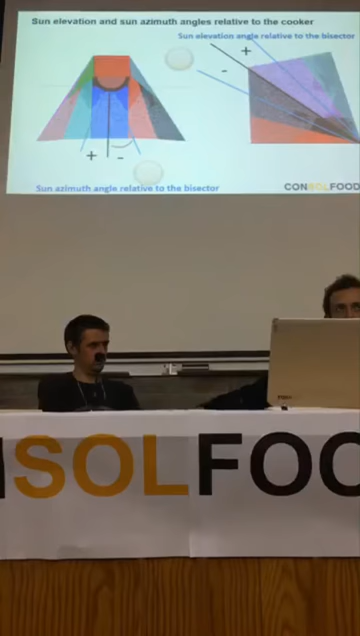 Sun elevation and sun azimuth angles relative to the cooker
Sun elevation angle relative to the bisector
+
-
+ -
Sun azimuth angle relative to the bisector
CONSOLFOOD
SOLFOO